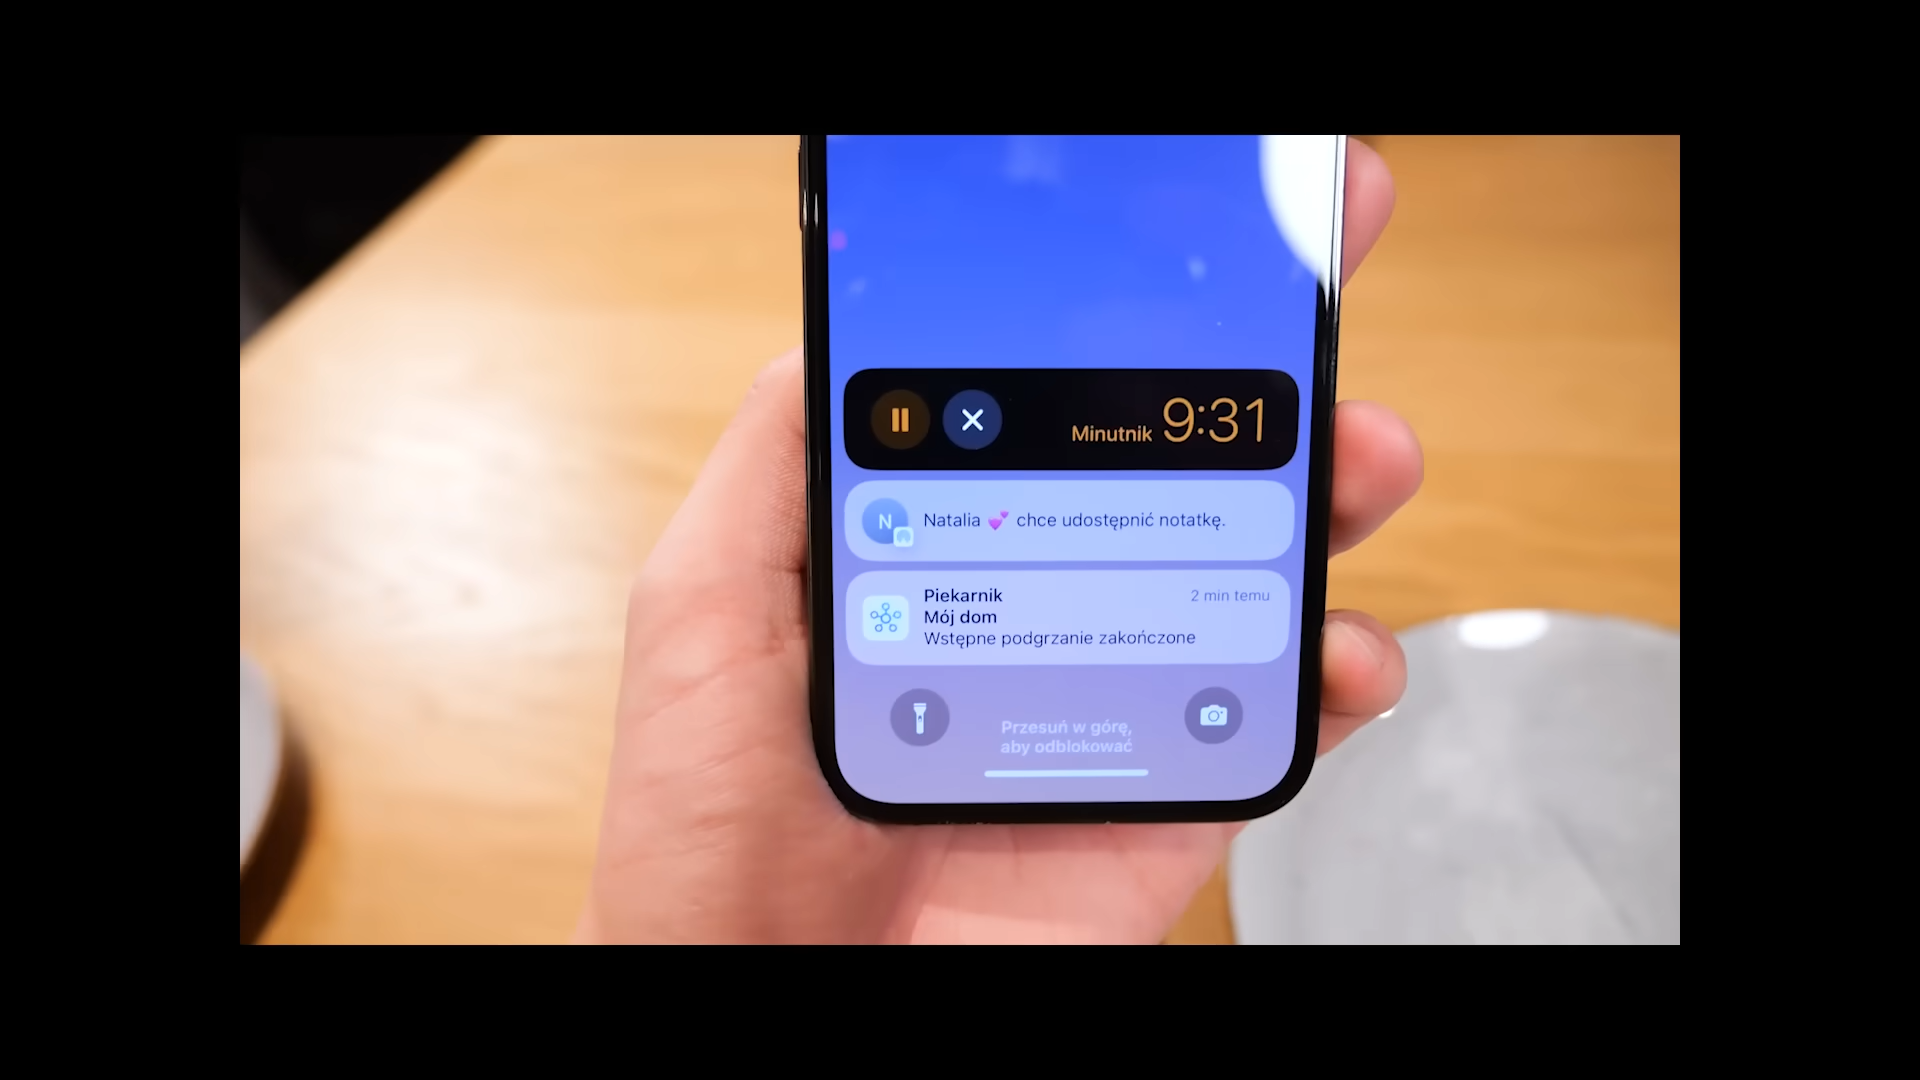 Minutnik 9:31
N
Natalia 💕 chce udostępnić notatkę.
Piekarnik 2 min temu
Mój dom
Wstępne podgrzanie zakończone
Przesuń w górę,
aby odblokować